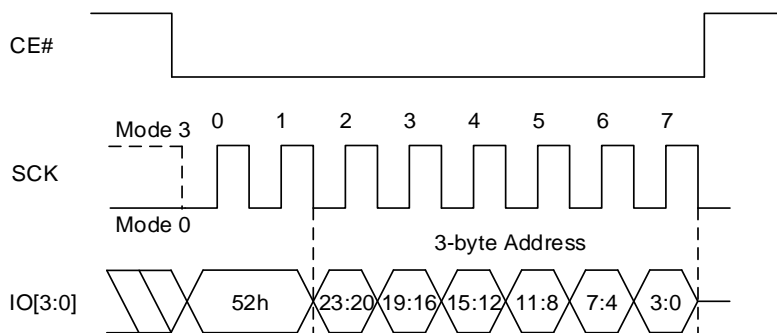 CE#
Mode 3 0 1 2 3 4 5 6 7
SCK
Mode 0
3-byte Address
IO[3:0] 52h 23:20 19:16 15:12 11:8 7:4 3:0